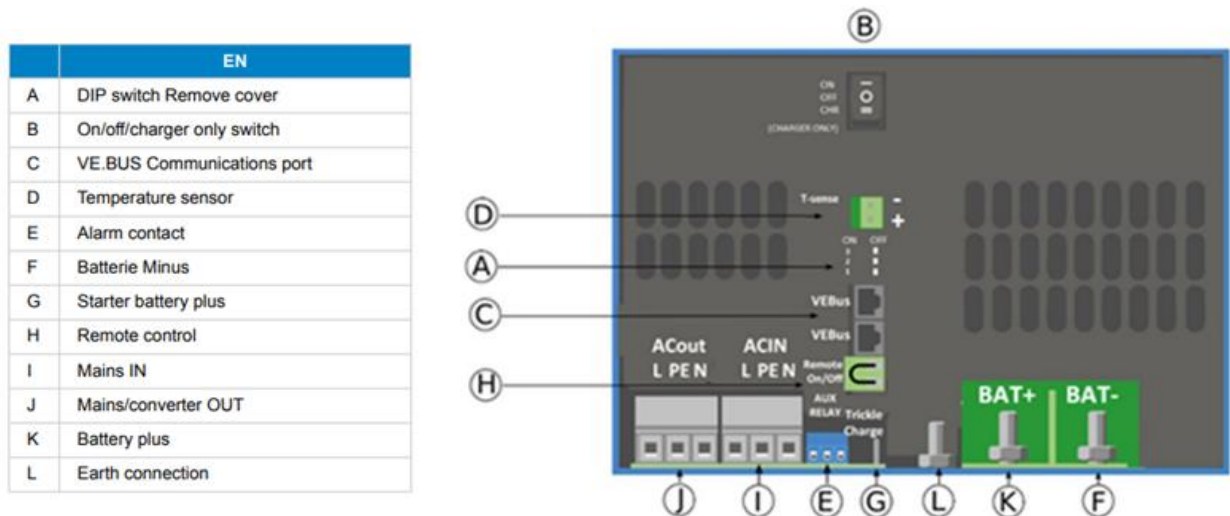 EN
A DIP switch Remove cover
B On/off/charger only switch
C VE.BUS Communications port
D Temperature sensor
E Alarm contact
F Batterie Minus
G Starter battery plus
H Remote control
I Mains IN
J Mains/converter OUT
K Battery plus
L Earth connection
B
ON
OFF
CHR
(CHARGER ONLY)
D
T-sense
-
+
ON OFF
A
C
VEBus
VEBus
ACout
L PE N
ACIN
L PE N
H
Remote
On/Off
AUX
RELAY
Trickle
Charge
BAT+ BAT-
J I E G L K F